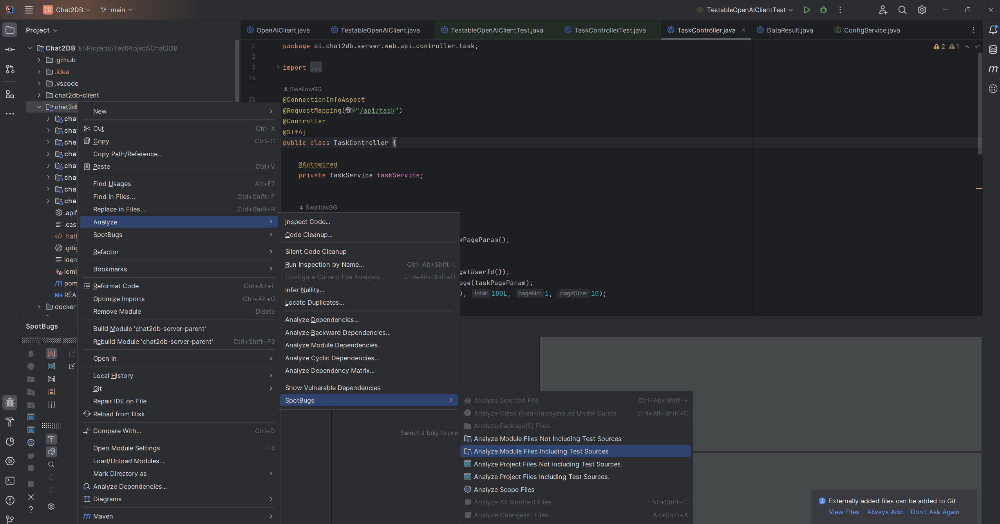 CD Chat2DB main TestableOpenAIClientTest
Project
OpenAIClient.java TestableOpenAIClient.java TestableOpenAIClientTest.java TaskControllerTest.java TaskController.java DataResult.java ConfigService.java
Chat2DB E:\Projects\TestProject\Chat2DB
.github
.idea
.vscode
chat2db-client
chat2db
chat
chat
chat
chat
chat
chat
chat
chat
.apif
.easy
.flatt
.gitig
iden
lomb
pom
REA
docker
1 package ai.chat2db.server.web.api.controller.task;
2 1
2
3 import ...
24
SwallowGG
25 @ConnectionInfoAspect
@RequestMapping("/api/task")
@Controller
@Slf4j
public class TaskController {
@Autowired
private TaskService taskService;
SwallowGG
kPageParam();
getUserId());
age(taskPageParam);
), total: 100L, pageNo: 1, pageSize: 10);
New
Cut Ctrl+X
Copy Ctrl+C
Copy Path/Reference...
Paste Ctrl+V
Find Usages Alt+F7
Find in Files... Ctrl+Shift+F
Replace in Files... Ctrl+Shift+R
Analyze
SpotBugs
Refactor
Bookmarks
Reformat Code Ctrl+Alt+L
Optimize Imports Ctrl+Alt+O
Remove Module Delete
Build Module 'chat2db-server-parent'
Rebuild Module 'chat2db-server-parent' Ctrl+Shift+F9
Open In
Local History
Git
Repair IDE on File
Reload from Disk
Compare With... Ctrl+D
Open Module Settings F4
Load/Unload Modules...
Mark Directory as
Analyze Dependencies...
Diagrams
Maven
Inspect Code...
Code Cleanup...
Silent Code Cleanup
Run Inspection by Name... Ctrl+Alt+Shift+I
Configure Current File Analysis... Ctrl+Alt+Shift+H
Infer Nullity...
Locate Duplicates...
Analyze Dependencies...
Analyze Backward Dependencies...
Analyze Module Dependencies...
Analyze Cyclic Dependencies...
Analyze Dependency Matrix...
Show Vulnerable Dependencies
SpotBugs
Analyze Selected File Ctrl+Alt+Shift+F
Analyze Class (Non-Anonymous) Under Cursor Ctrl+Alt+Shift+C
Analyze Package(S) Files
Analyze Module Files Not Including Test Sources
Analyze Module Files Including Test Sources
Analyze Project Files Not Including Test Sources.
Analyze Project Files Including Test Sources.
Analyze Scope Files
Analyze All Modified Files Alt+Shift+C
Analyze Changelist Files Alt+Shift+A
SpotBugs
Select a bug to pre
Externally added files can be added to Git
View Files Always Add Don't Ask Again